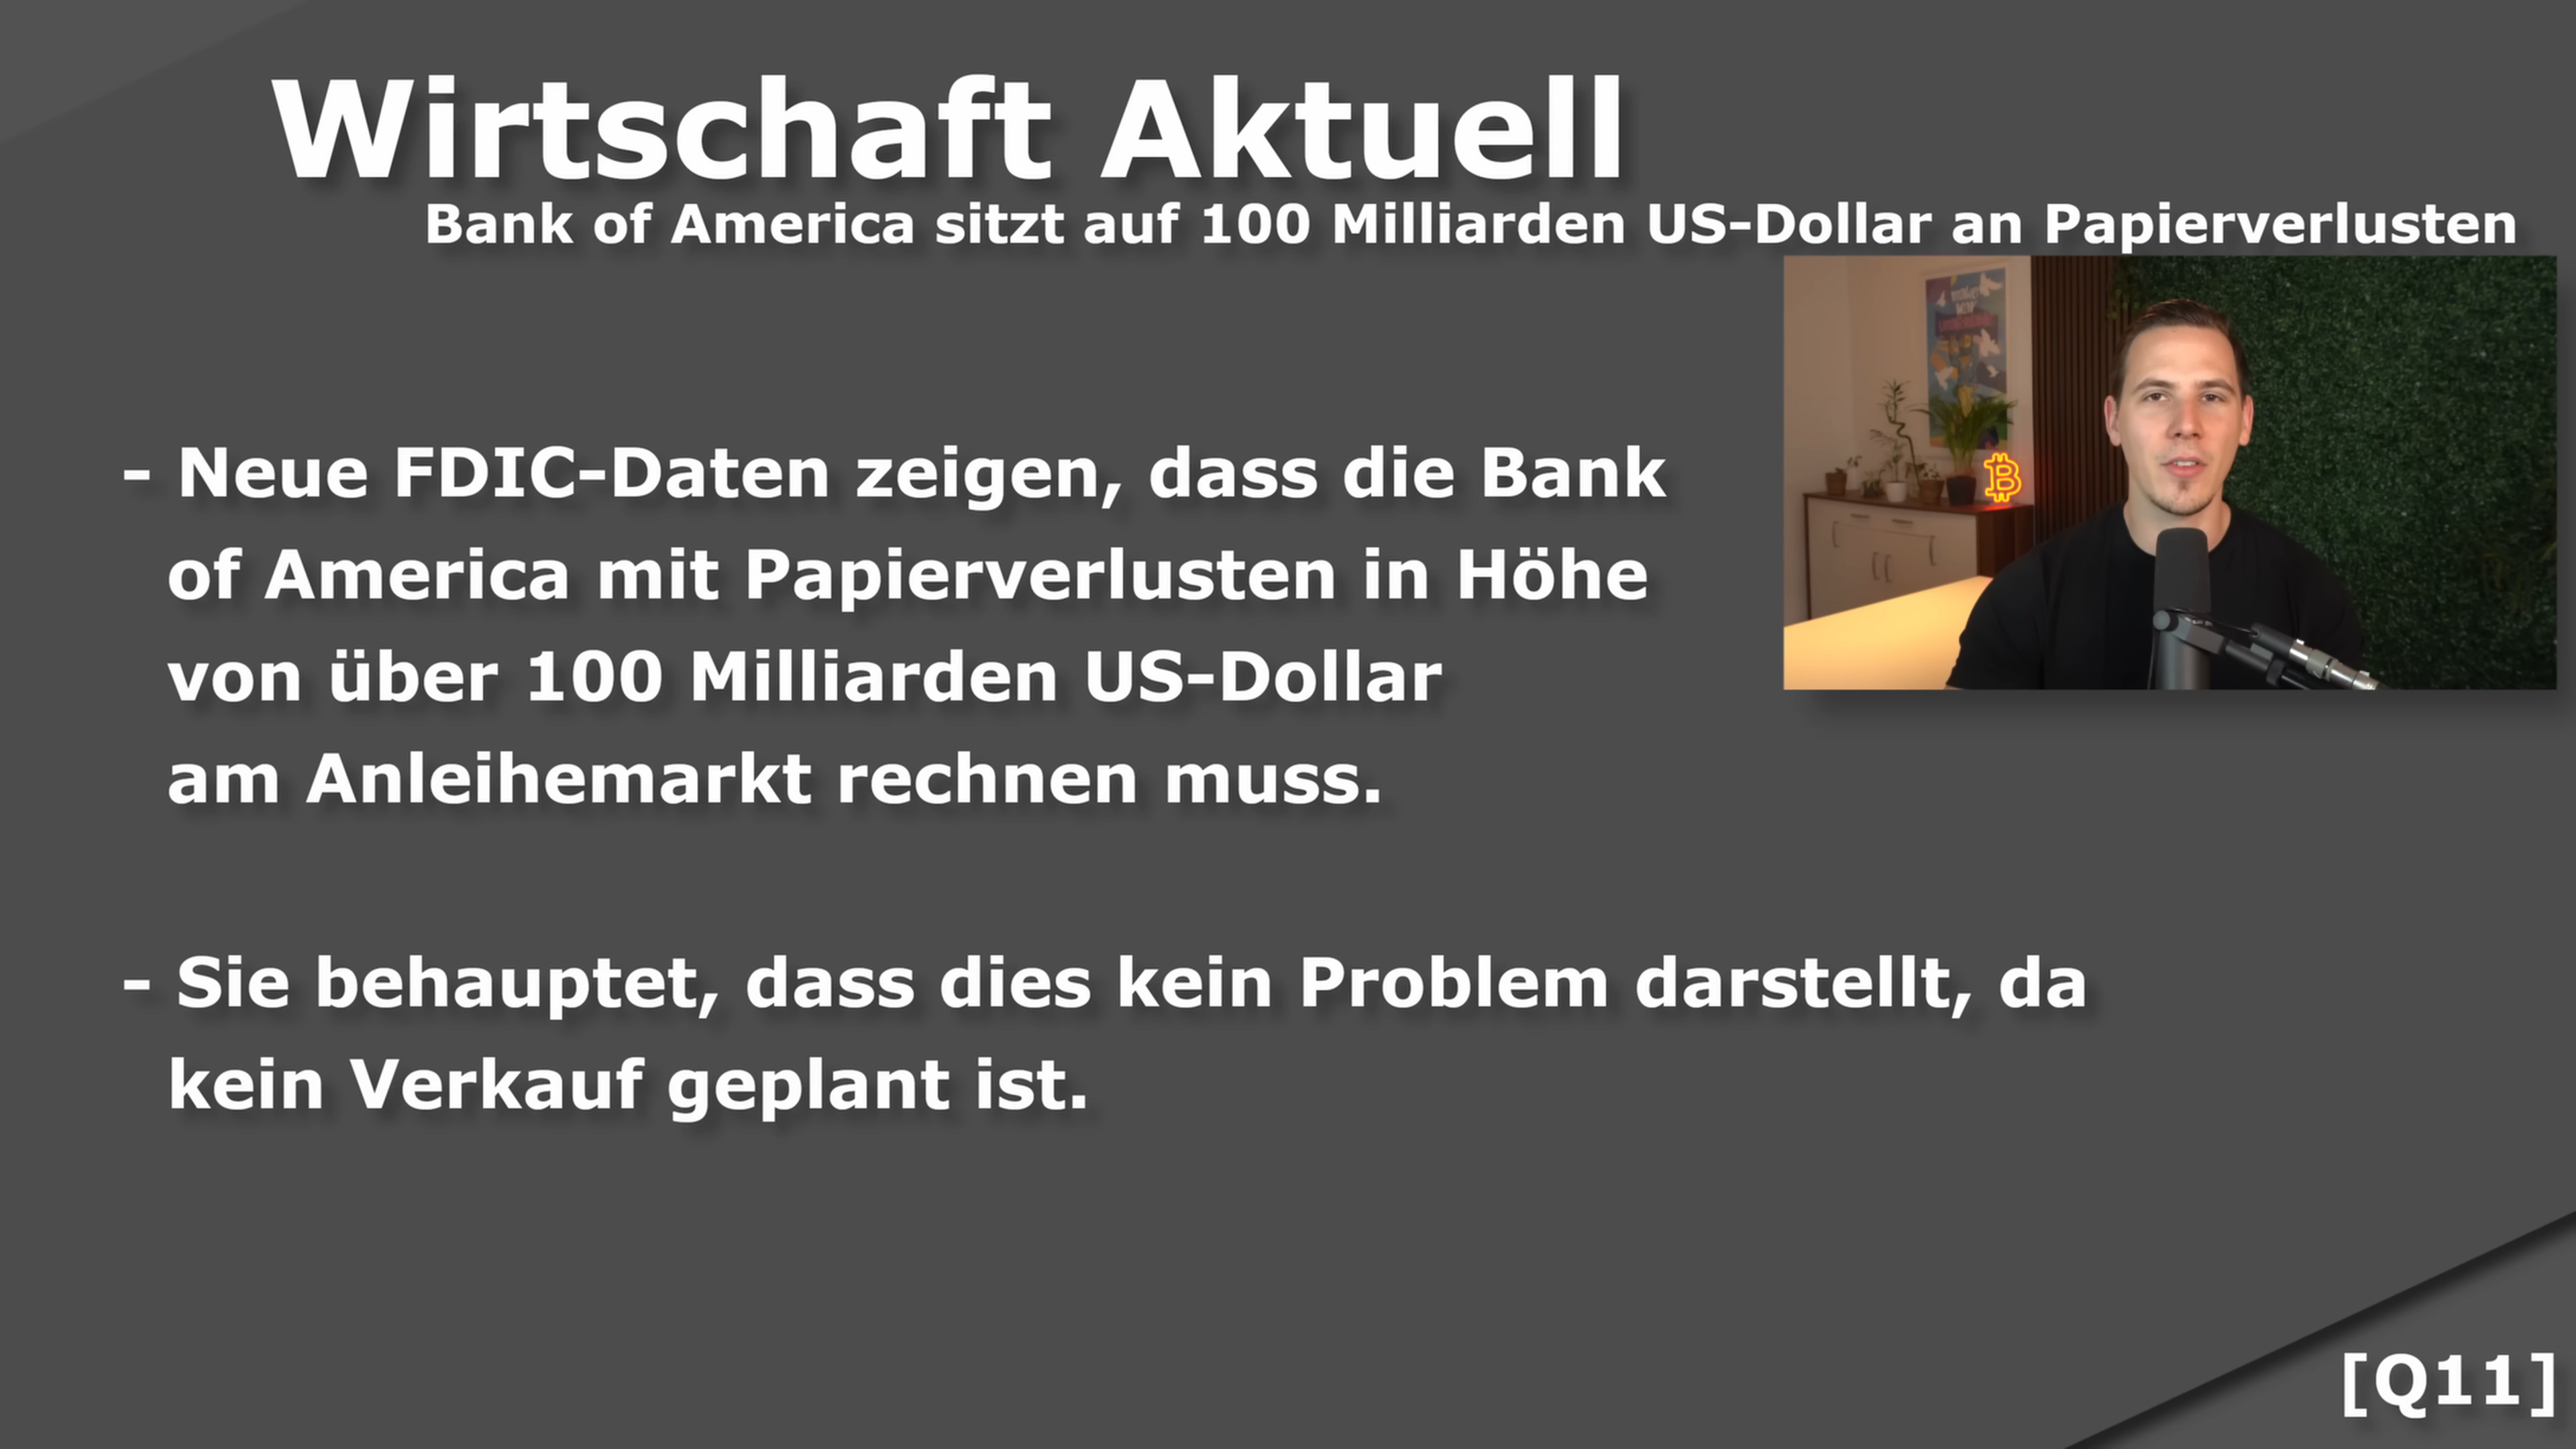 Wirtschaft Aktuell
Bank of America sitzt auf 100 Milliarden US-Dollar an Papierverlusten
- Neue FDIC-Daten zeigen, dass die Bank
of America mit Papierverlusten in Höhe
von über 100 Milliarden US-Dollar
am Anleihemarkt rechnen muss.
- Sie behauptet, dass dies kein Problem darstellt, da
kein Verkauf geplant ist.
[Q11]